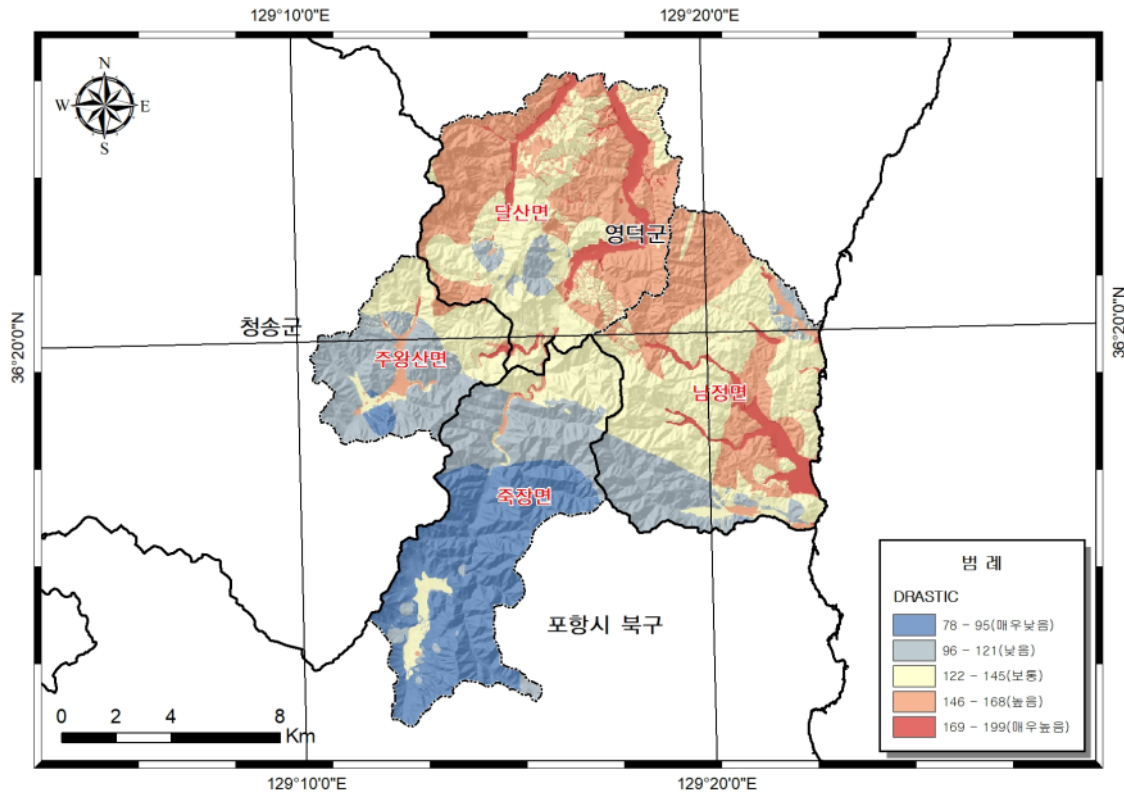 129°10'0"E
129°20'0"E
N
W
E
S
달산면
영덕군
36°20'0"N
36°20'0"N
청송군
주왕산면
남정면
죽장면
포항시 북구
범 례
DRASTIC
78 - 95(매우낮음)
96 - 121(낮음)
122 - 145(보통)
146 - 168(높음)
169 - 199(매우높음)
0
2
4
8
Km
129°10'0"E
129°20'0"E